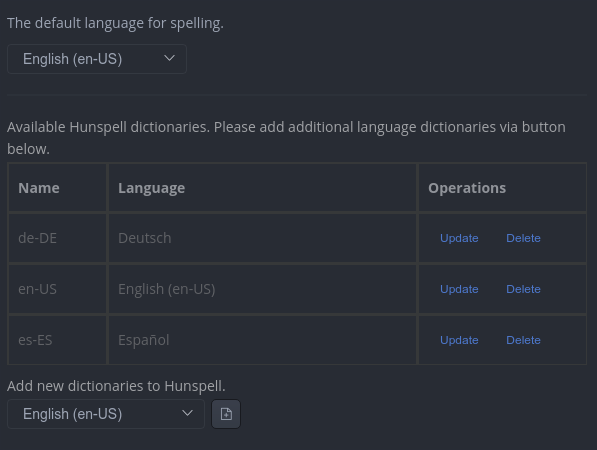 The default language for spelling.
English (en-US)
Available Hunspell dictionaries. Please add additional language dictionaries via button
below.
Name Language Operations
de-DE Deutsch Update Delete
en-US English (en-US) Update Delete
es-ES Español Update Delete
Add new dictionaries to Hunspell.
English (en-US)